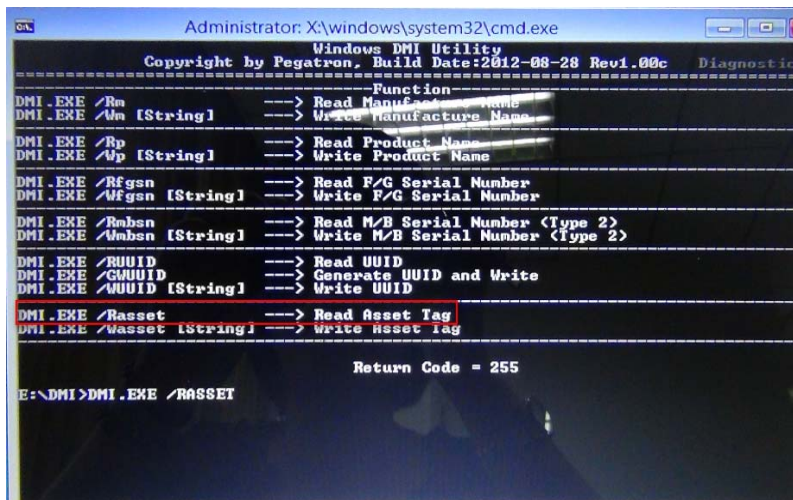 Administrator: X:\windows\system32\cmd.exe
Windows DMI Utility
Copyright by Pegatron, Build Date:2012-08-28 Rev1.00c Diagnostic
Function
DMI.EXE /Rm ---> Read Manufacture Name
DMI.EXE /Wm [String] ---> Write Manufacture Name
DMI.EXE /Rp ---> Read Product Name
DMI.EXE /Wp [String] ---> Write Product Name
DMI.EXE /Rfgsn ---> Read F/G Serial Number
DMI.EXE /Wfgsn [String] ---> Write F/G Serial Number
DMI.EXE /Rmbsn ---> Read M/B Serial Number (Type 2)
DMI.EXE /Wmbsn [String] ---> Write M/B Serial Number (Type 2)
DMI.EXE /RUUID ---> Read UUID
DMI.EXE /GWUUID ---> Generate UUID and Write
DMI.EXE /WUUID [String] ---> Write UUID
DMI.EXE /Rasset ---> Read Asset Tag
DMI.EXE /Wasset [String] ---> Write Asset Tag
Return Code = 255
E:\DMI>DMI.EXE /RASSET